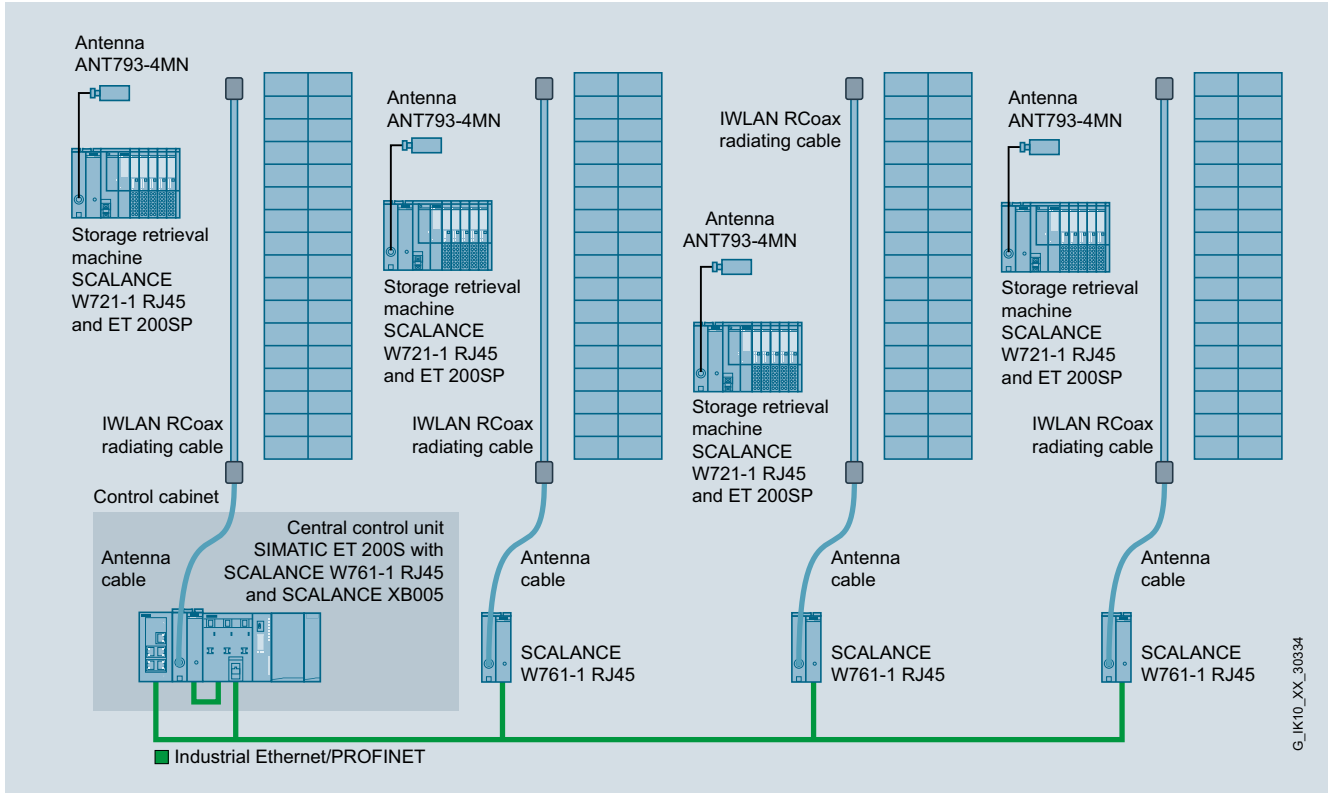 Antenna
ANT793-4MN
Storage retrieval
machine
SCALANCE
W721-1 RJ45
and ET 200SP
IWLAN RCoax
radiating cable
Antenna
ANT793-4MN
Storage retrieval
machine
SCALANCE
W721-1 RJ45
and ET 200SP
IWLAN RCoax
radiating cable
IWLAN RCoax
radiating cable
Antenna
ANT793-4MN
Storage retrieval
machine
SCALANCE
W721-1 RJ45
and ET 200SP
Antenna
ANT793-4MN
Storage retrieval
machine
SCALANCE
W721-1 RJ45
and ET 200SP
IWLAN RCoax
radiating cable
Control cabinet
Central control unit
SIMATIC ET 200S with
SCALANCE W761-1 RJ45
and SCALANCE XB005
Antenna
cable
Antenna
cable
SCALANCE
W761-1 RJ45
Antenna
cable
SCALANCE
W761-1 RJ45
Antenna
cable
SCALANCE
W761-1 RJ45
Industrial Ethernet/PROFINET
G_IK10_XX_30334